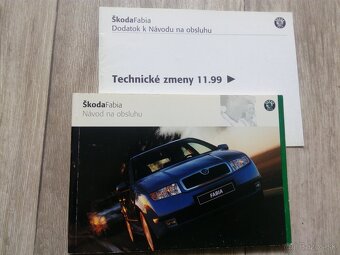 ŠkodaFabia
Dodatok k Návodu na obsluhu
Technické zmeny 11.99
ŠkodaFabia
Návod na obsluhu
FABIA